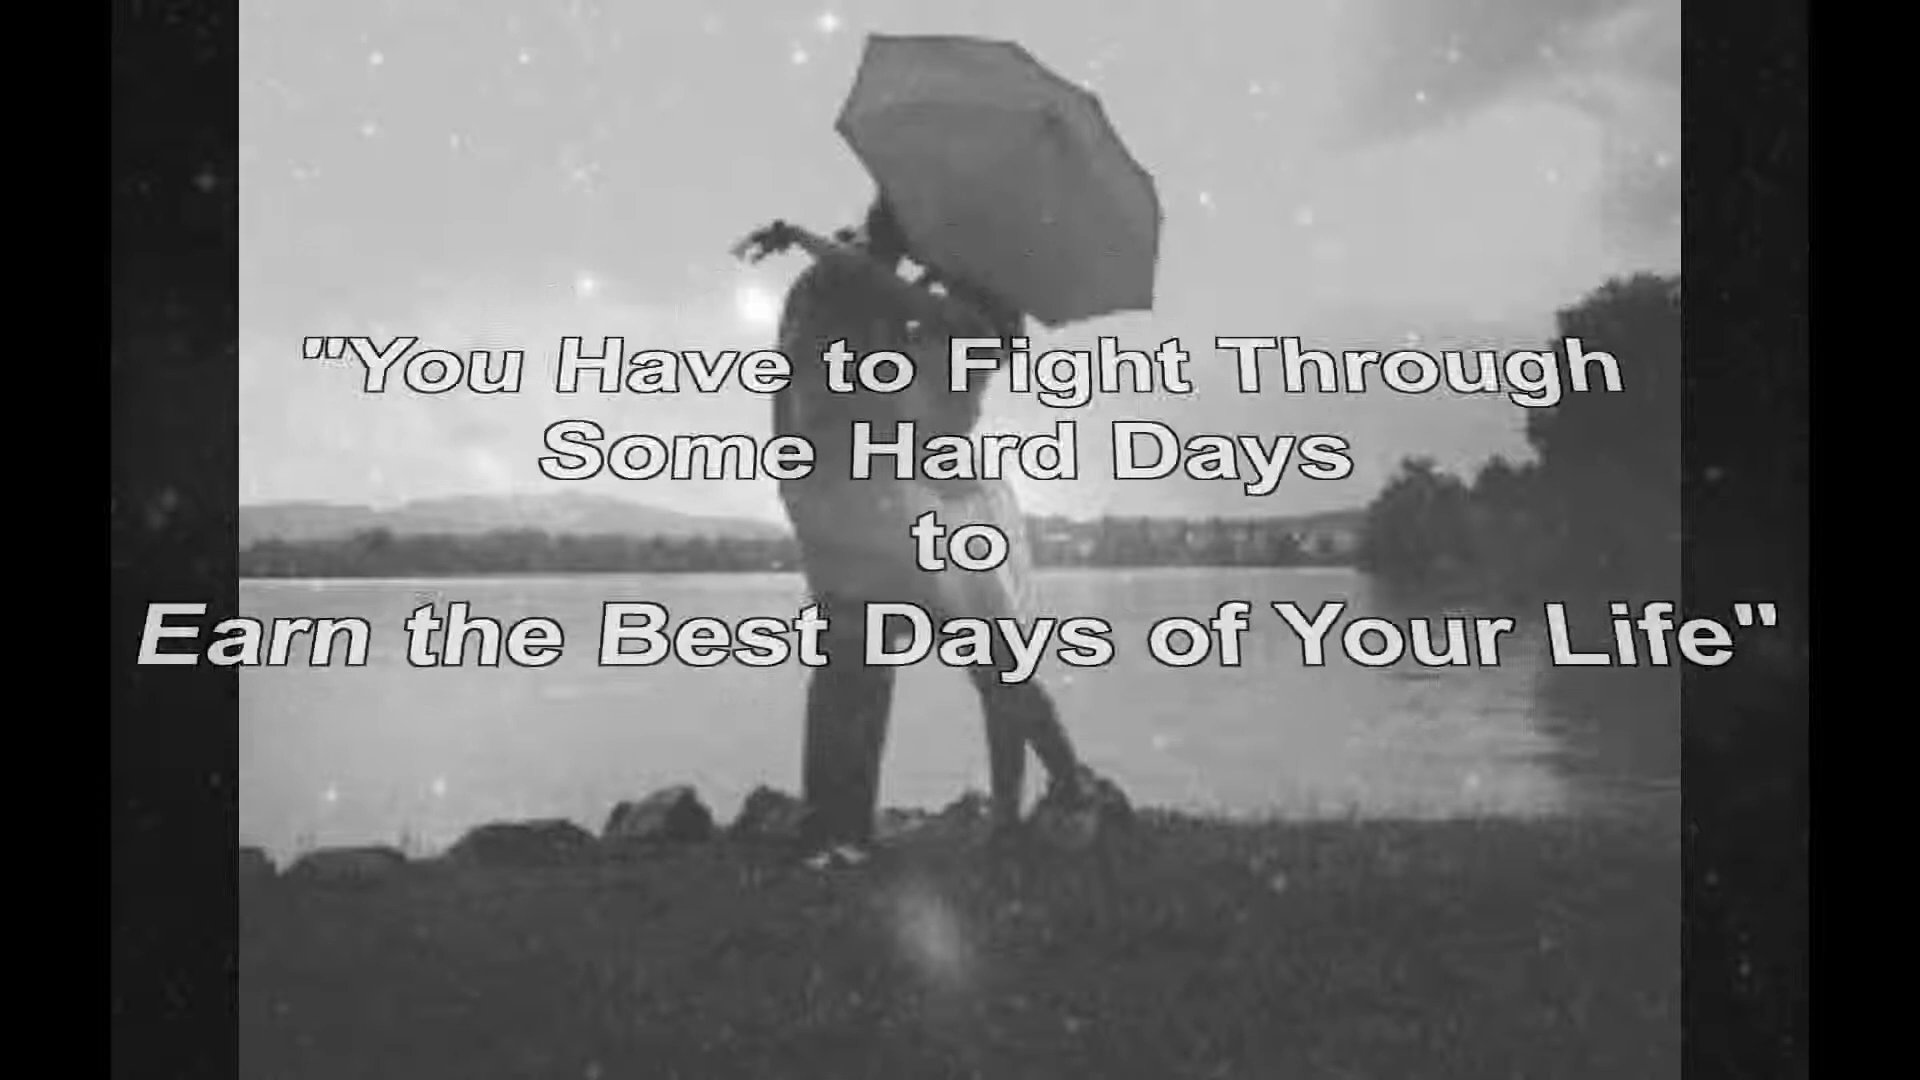 "You Have to Fight Through
Some Hard Days
to
Earn the Best Days of Your Life"